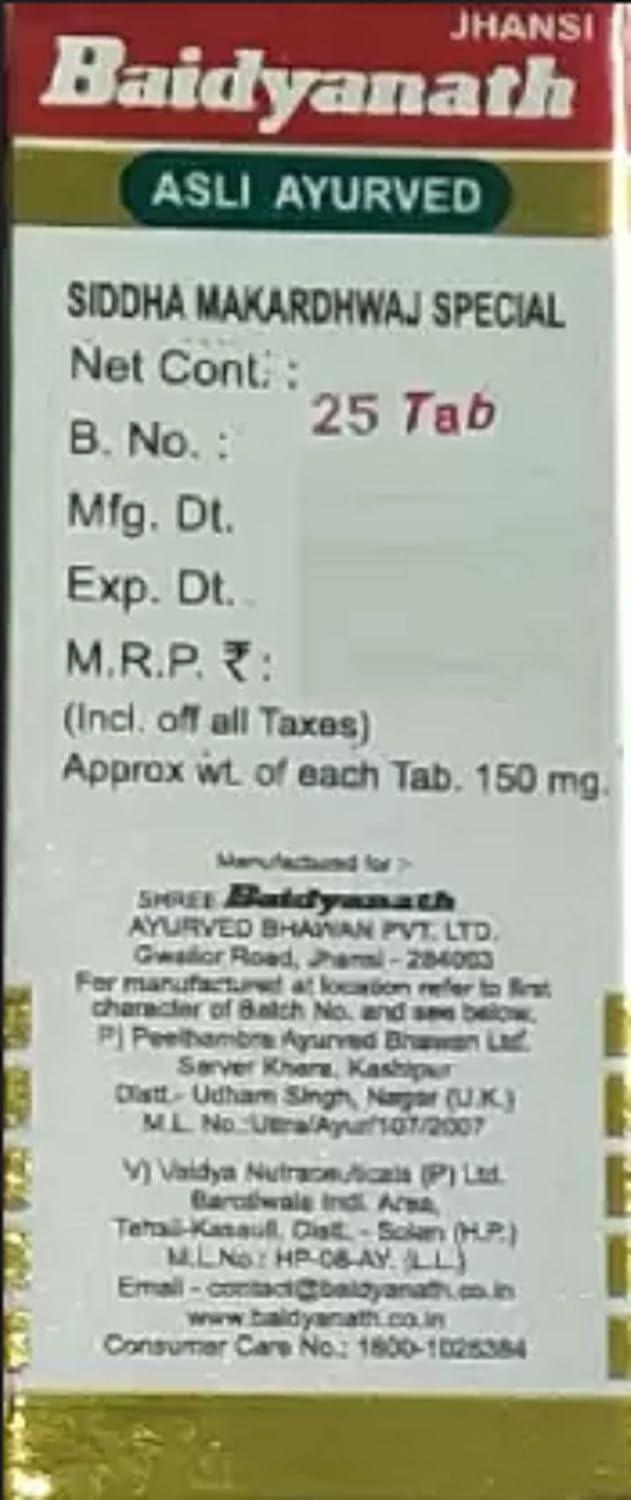 JHANSI
Baidyanath
ASLI AYURVED
SIDDHA MAKARDHWAJ SPECIAL
Net Cont. :
25 Tab
B. No. :
Mfg. Dt.
Exp. Dt.
M.R.P. ₹ :
(Incl. off all Taxes)
Approx wt. of each Tab. 150 mg.
Manufactured for :-
SHREE Baidyanath
AYURVED BHAWAN PVT. LTD.
Gwalior Road, Jhansi - 284003
For manufactured at location refer to first
character of Batch No. and see below.
P) Peethambra Ayurved Bhawan Ltd.
Sarver Khera, Kashipur
Distt.- Udham Singh, Nagar (U.K.)
M.L. No.:Uttra/Ayur/107/2007
V) Vaidya Nutraceuticals (P) Ltd.
Barotiwala Indl. Area,
Tehsil-Kasauli, Distt. - Solan (H.P.)
M.L.No.: HP-08-AY. (L.L.)
Email - contact@baidyanath.co.in
www.baidyanath.co.in
Consumer Care No.: